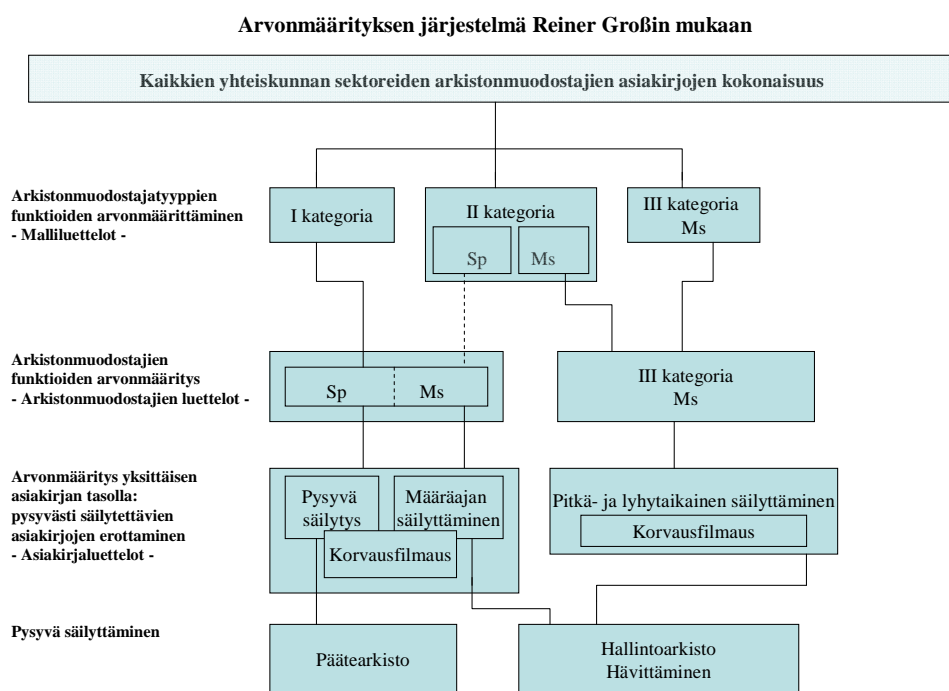 Arvonmäärityksen järjestelmä Reiner Großin mukaan
Kaikkien yhteiskunnan sektoreiden arkistonmuodostajien asiakirjojen kokonaisuus
Arkistonmuodostajatyyppien
funktioiden arvonmäärittäminen
- Malliluettelot -
I kategoria
II kategoria
Sp
Ms
III kategoria
Ms
Arkistonmuodostajien
funktioiden arvonmääritys
- Arkistonmuodostajien luettelot -
Sp
Ms
III kategoria
Ms
Arvonmääritys yksittäisen
asiakirjan tasolla:
pysyvästi säilytettävien
asiakirjojen erottaminen
- Asiakirjaluettelot -
Pysyvä
säilytys
Määräajan
säilyttäminen
Korvausfilmaus
Pitkä- ja lyhytaikainen säilyttäminen
Korvausfilmaus
Pysyvä säilyttäminen
Päätearkisto
Hallintoarkisto
Hävittäminen